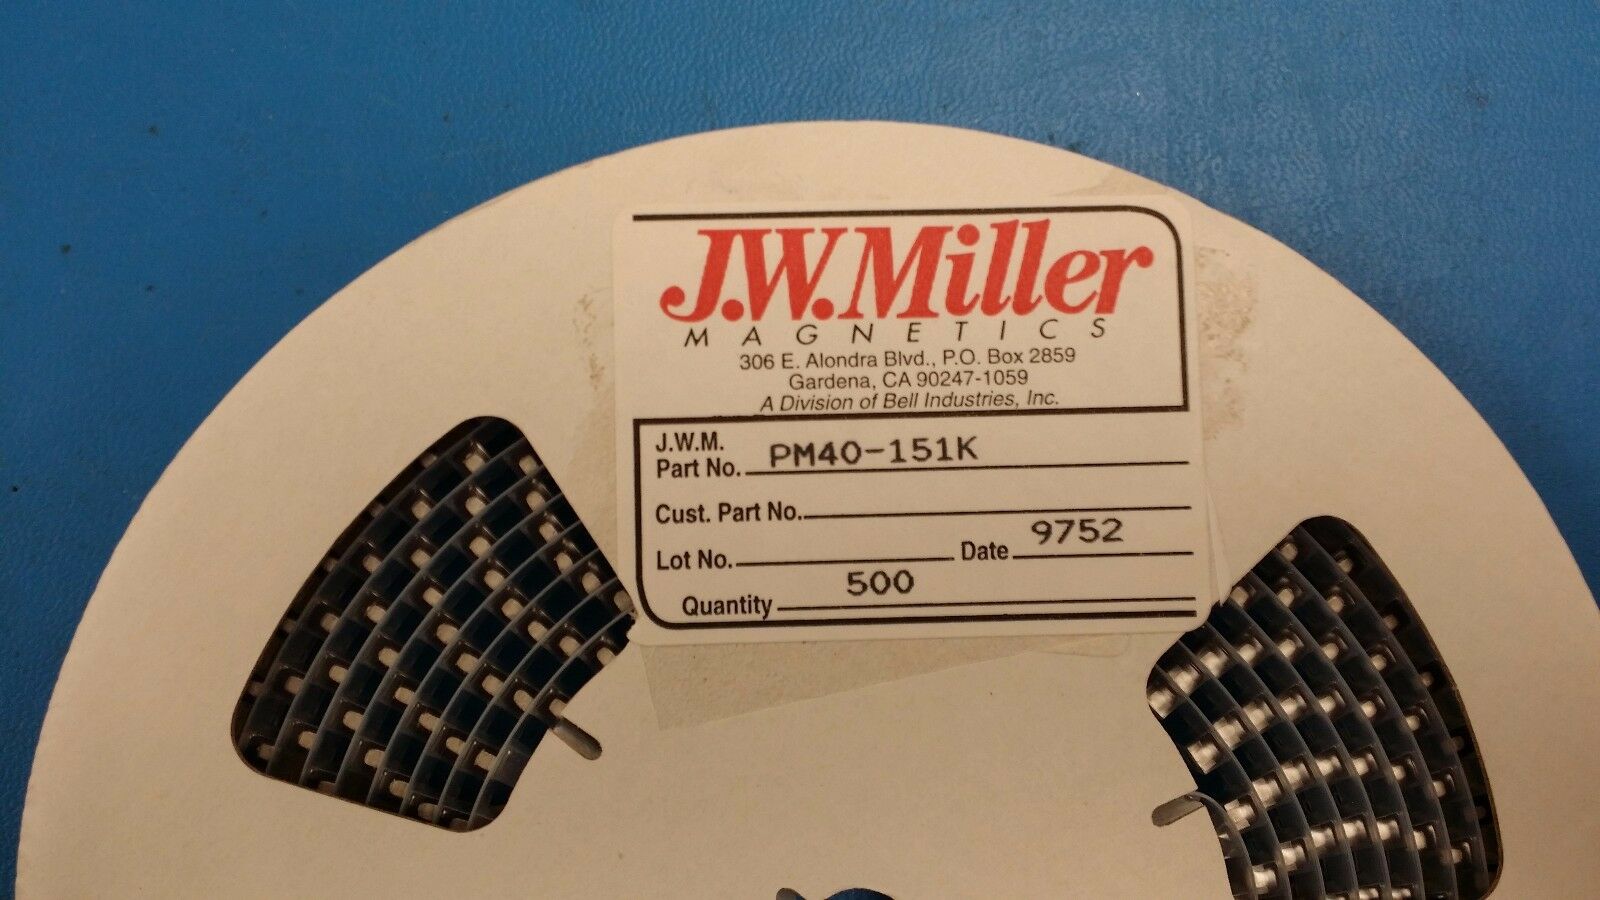 J.W.Miller
MAGNETICS
306 E. Alondra Blvd., P.O. Box 2859
Gardena, CA 90247-1059
A Division of Bell Industries, Inc.
J.W.M.
Part No. PM40-151K
Cust. Part No.
Lot No. Date 9752
Quantity 500